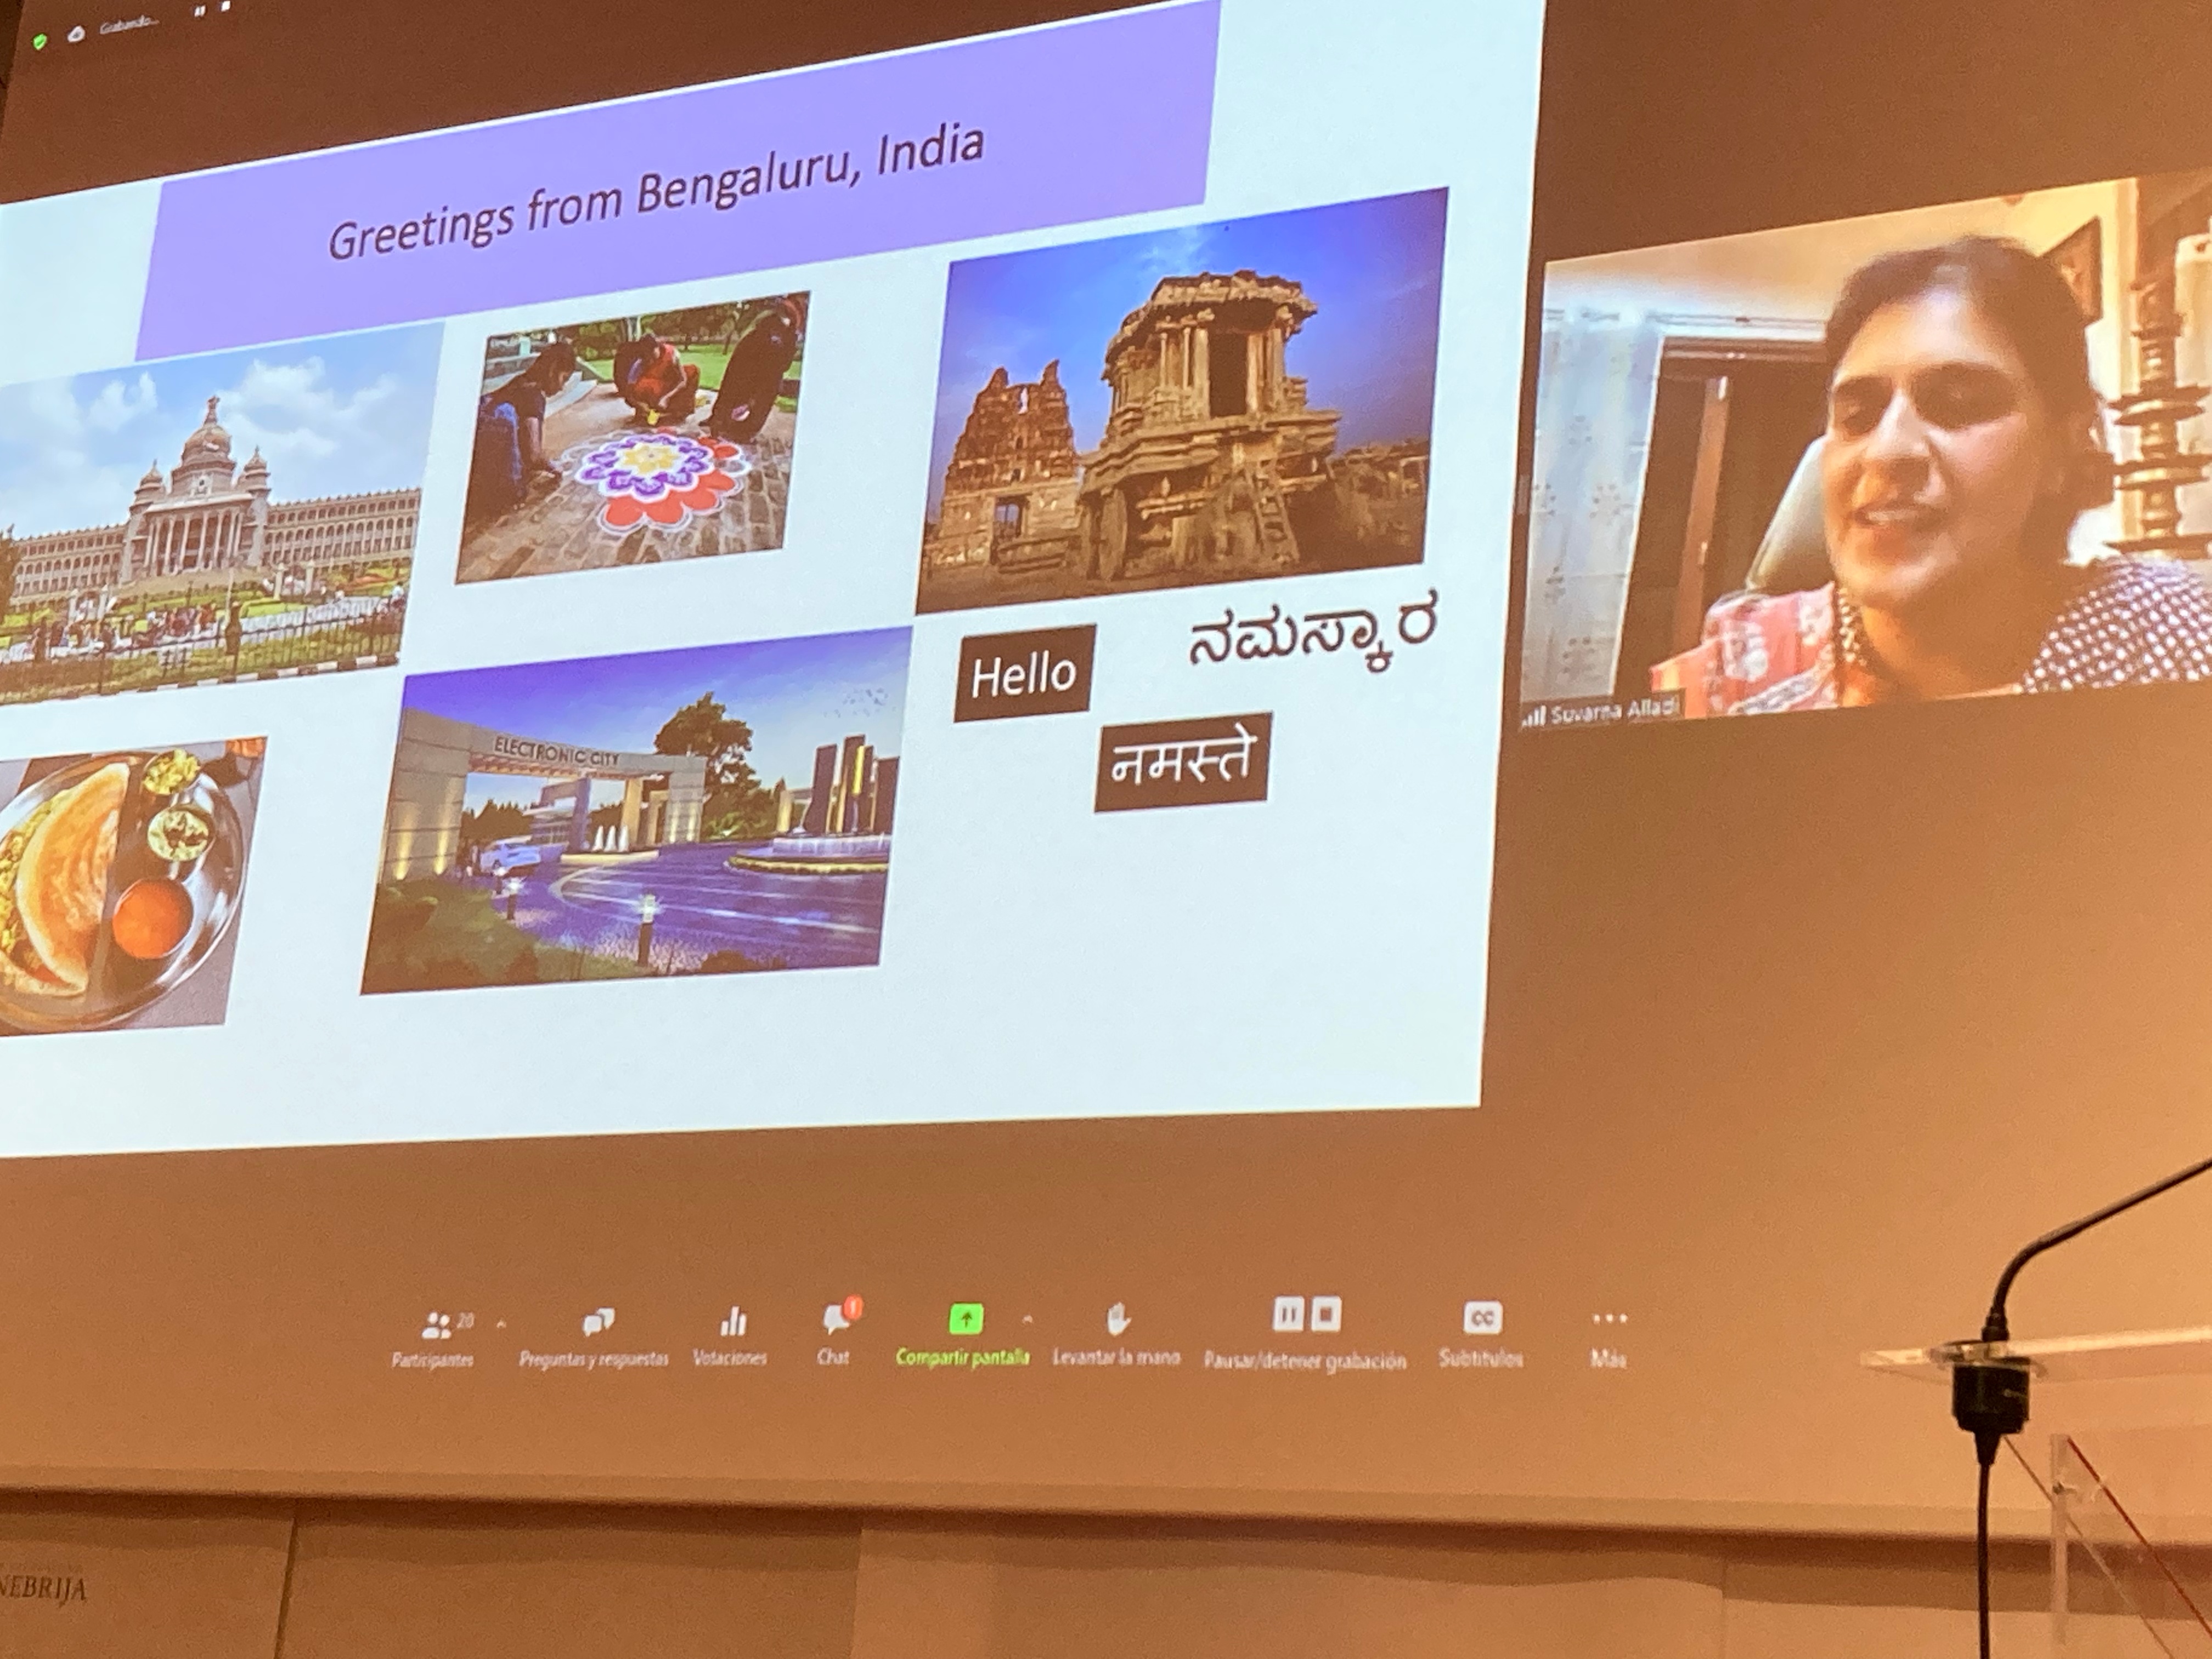 Grabando...
Greetings from Bengaluru, India
ELECTRONIC CITY
Hello
ನಮಸ್ಕಾರ
नमस्ते
Suvarna Alladi
20
Participantes
Preguntas y respuestas
Votaciones
1
Chat
Compartir pantalla
Levantar la mano
Pausar/detener grabación
CC
Subtítulos
Más
NEBRIJA